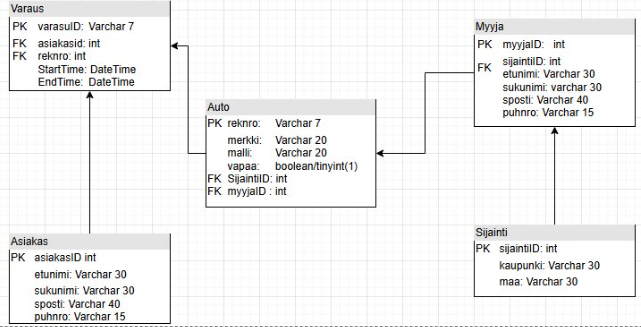 Varaus
PK varasuID: Varchar 7
FK asiakasid: int
FK reknro: int
StartTime: DateTime
EndTime: DateTime
Myyja
PK myyjaID: int
FK sijaintiID: int
etunimi: Varchar 30
sukunimi: varchar 30
sposti: Varchar 40
puhnro: Varchar 15
Auto
PK reknro: Varchar 7
merkki: Varchar 20
malli: Varchar 20
vapaa: boolean/tinyint(1)
FK SijaintiID: int
FK myyjaID : int
Asiakas
PK asiakasID int
etunimi: Varchar 30
sukunimi: Varchar 30
sposti: Varchar 40
puhnro: Varchar 15
Sijainti
PK sijaintiID: int
kaupunki: Varchar 30
maa: Varchar 30